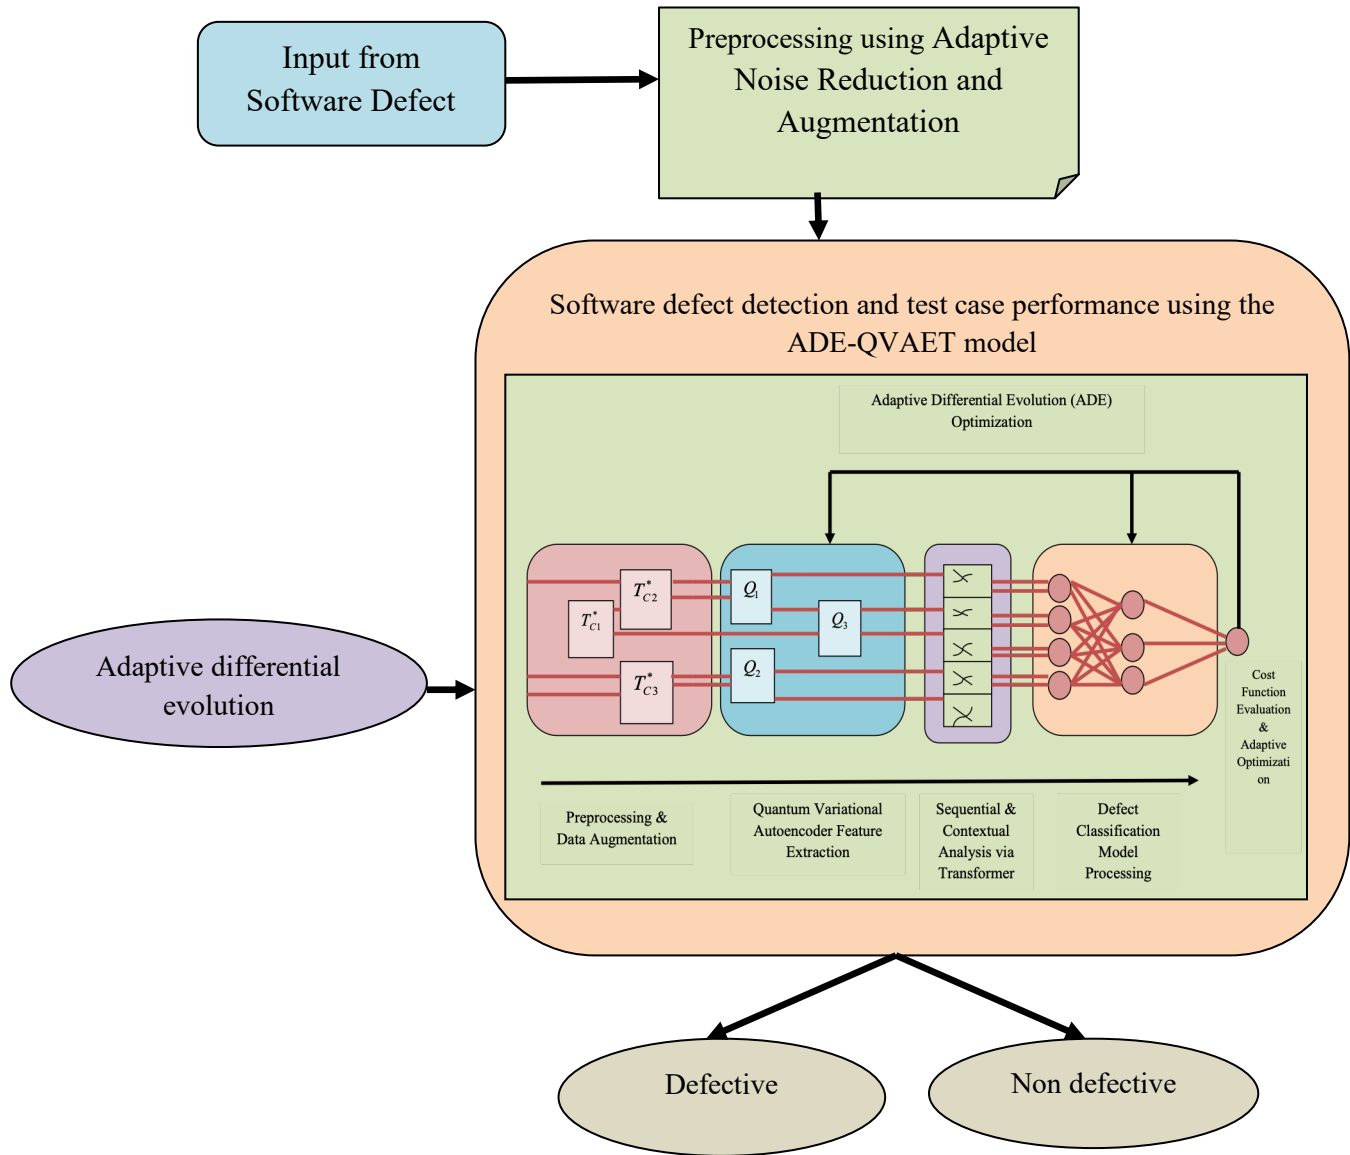 Input from
Software Defect
Preprocessing using Adaptive
Noise Reduction and
Augmentation
Software defect detection and test case performance using the
ADE-QVAET model
Adaptive Differential Evolution (ADE)
Optimization
T*C2
T*C1
T*C3
Q1
Q3
Q2
Adaptive differential
evolution
Cost
Function
Evaluation
&
Adaptive
Optimizati
on
Preprocessing &
Data Augmentation
Quantum Variational
Autoencoder Feature
Extraction
Sequential &
Contextual
Analysis via
Transformer
Defect
Classification
Model
Processing
Defective
Non defective